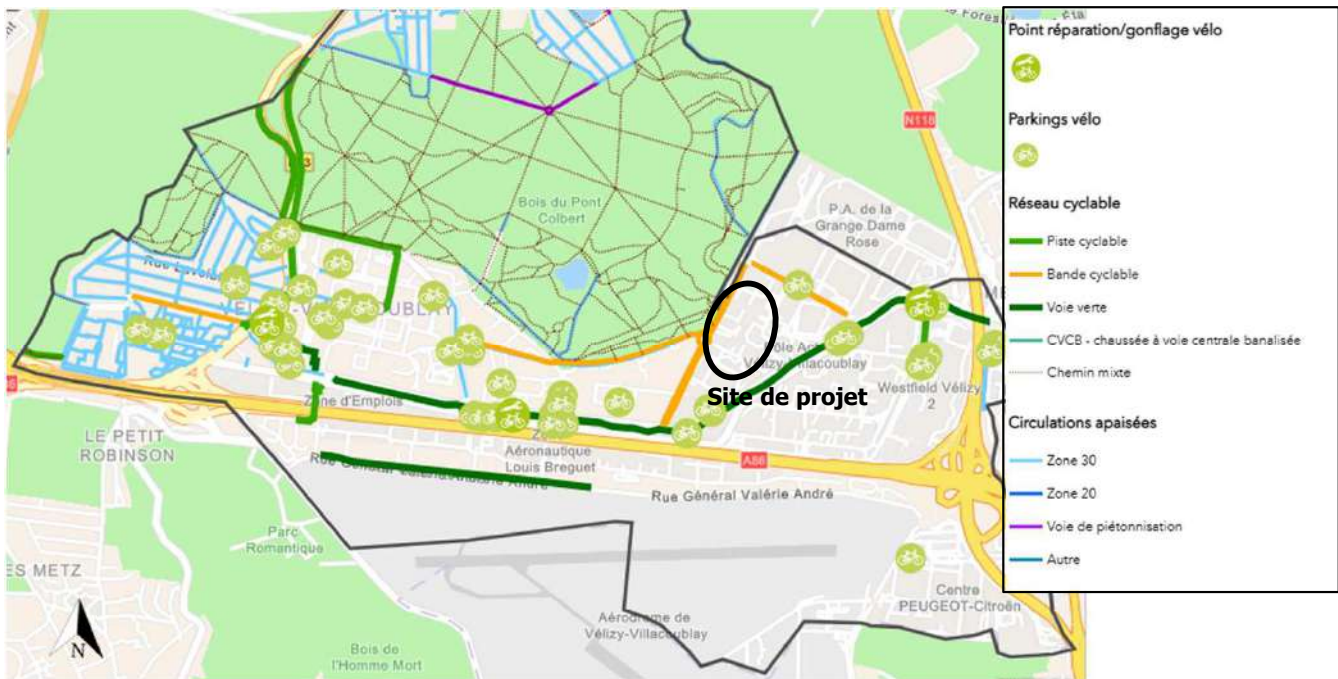 N118
Bois du Pont
Colbert
P.A. de la
Grange Dame
Rose
Westfield Vélizy
2
Site de projet
Zone d'Emplois
LE PETIT
ROBINSON
Aéronautique
Louis Breguet
A86
Rue Général Valérie André
Parc
Romantique
ES METZ
Centre
PEUGEOT-Citroën
Aérodrome de
Vélizy-Villacoublay
Bois de
l'Homme Mort
N
Point réparation/gonflage vélo
Parkings vélo
Réseau cyclable
Piste cyclable
Bande cyclable
Voie verte
CVCB - chaussée à voie centrale banalisée
Chemin mixte
Circulations apaisées
Zone 30
Zone 20
Voie de piétonnisation
Autre